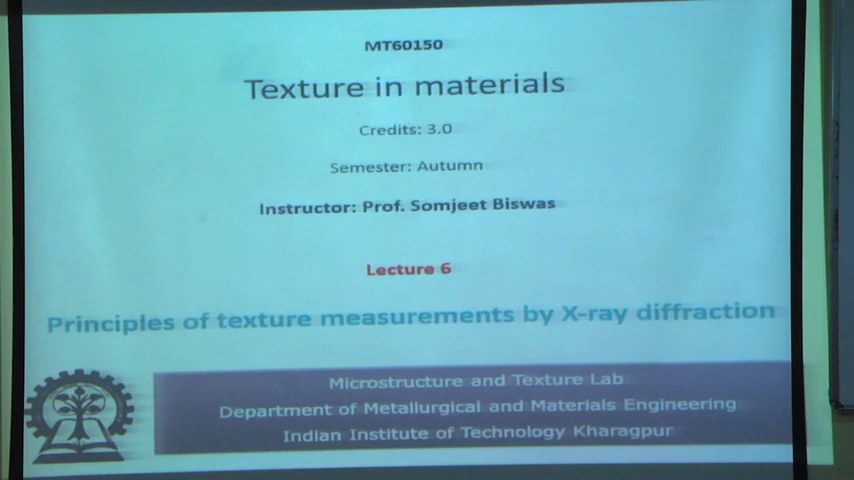 MT60150
Texture in materials
Credits: 3.0
Semester: Autumn
Instructor: Prof. Somjeet Biswas
Lecture 6
Principles of texture measurements by X-ray diffraction
Microstructure and Texture Lab
Department of Metallurgical and Materials Engineering
Indian Institute of Technology Kharagpur